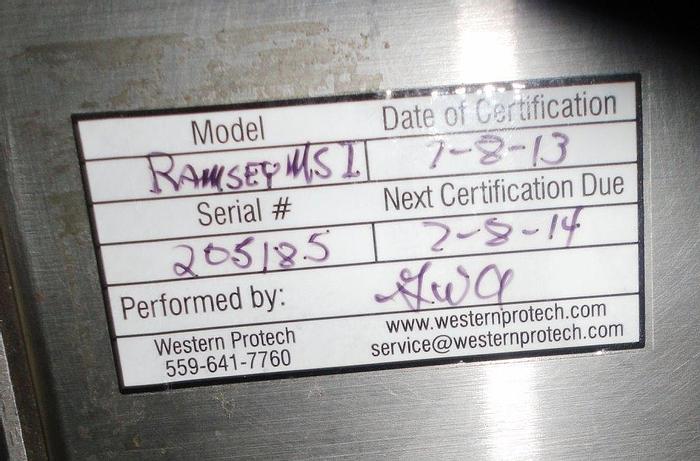 Model Date of Certification
RAMSEY MS I 7-8-13
Serial # Next Certification Due
205185 7-8-14
Performed by:
Western Protech www.westernprotech.com
559-641-7760 service@westernprotech.com